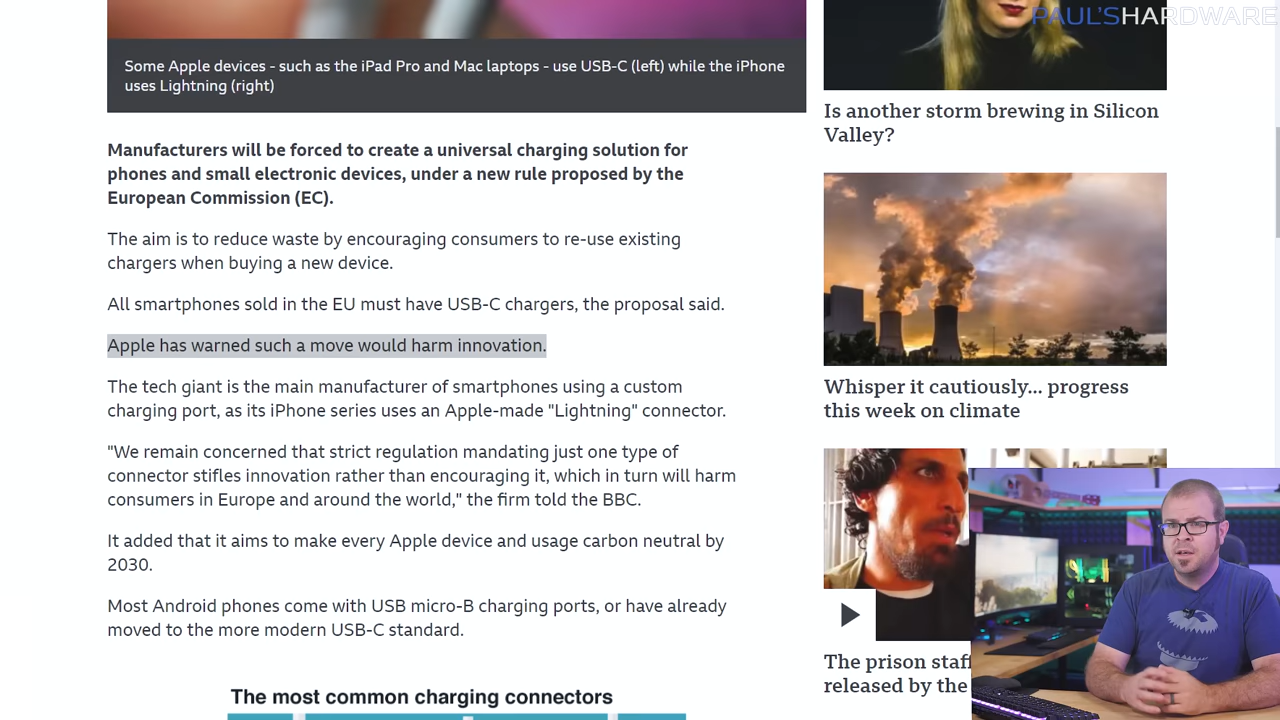 PAUL'SHARDWARE
Some Apple devices - such as the iPad Pro and Mac laptops - use USB-C (left) while the iPhone
uses Lightning (right)
Manufacturers will be forced to create a universal charging solution for
phones and small electronic devices, under a new rule proposed by the
European Commission (EC).
The aim is to reduce waste by encouraging consumers to re-use existing
chargers when buying a new device.
All smartphones sold in the EU must have USB-C chargers, the proposal said.
Apple has warned such a move would harm innovation.
The tech giant is the main manufacturer of smartphones using a custom
charging port, as its iPhone series uses an Apple-made "Lightning" connector.
"We remain concerned that strict regulation mandating just one type of
connector stifles innovation rather than encouraging it, which in turn will harm
consumers in Europe and around the world," the firm told the BBC.
It added that it aims to make every Apple device and usage carbon neutral by
2030.
Most Android phones come with USB micro-B charging ports, or have already
moved to the more modern USB-C standard.
The most common charging connectors
Is another storm brewing in Silicon
Valley?
Whisper it cautiously... progress
this week on climate
The prison staff
released by the